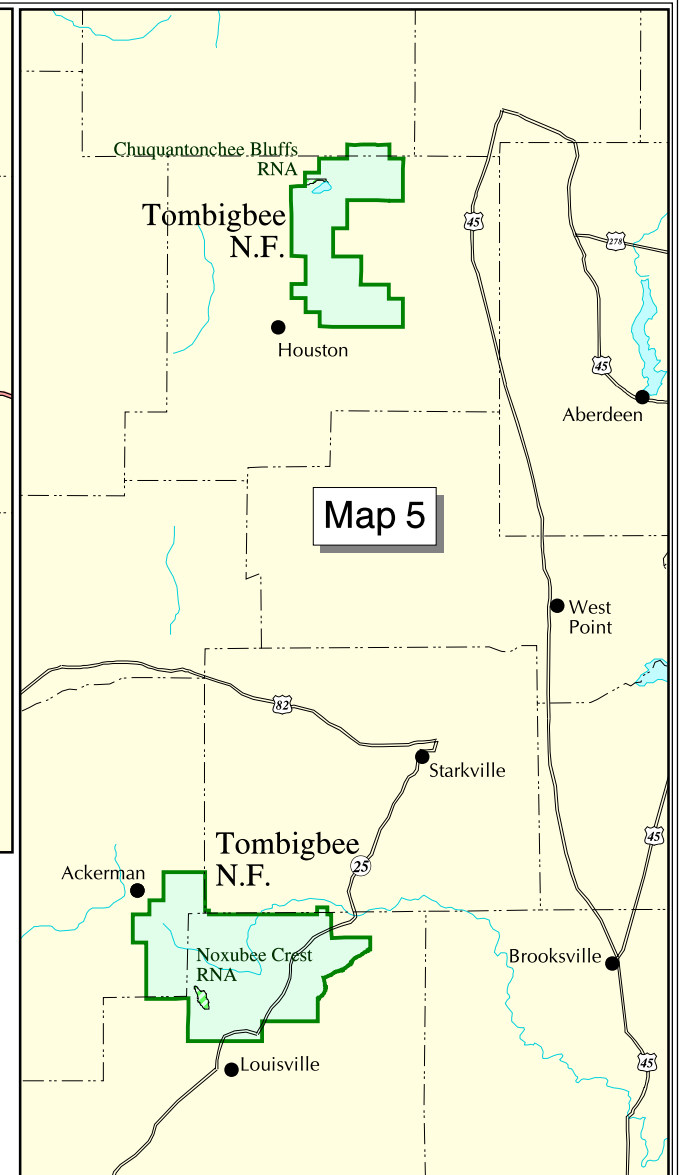 Chuquantonchee Bluffs
RNA
Tombigbee
N.F.
45
278
Houston
45
Aberdeen
Map 5
West
Point
82
Starkville
Tombigbee
N.F.
25
45
Ackerman
Noxubee Crest
RNA
Brooksville
Louisville
45